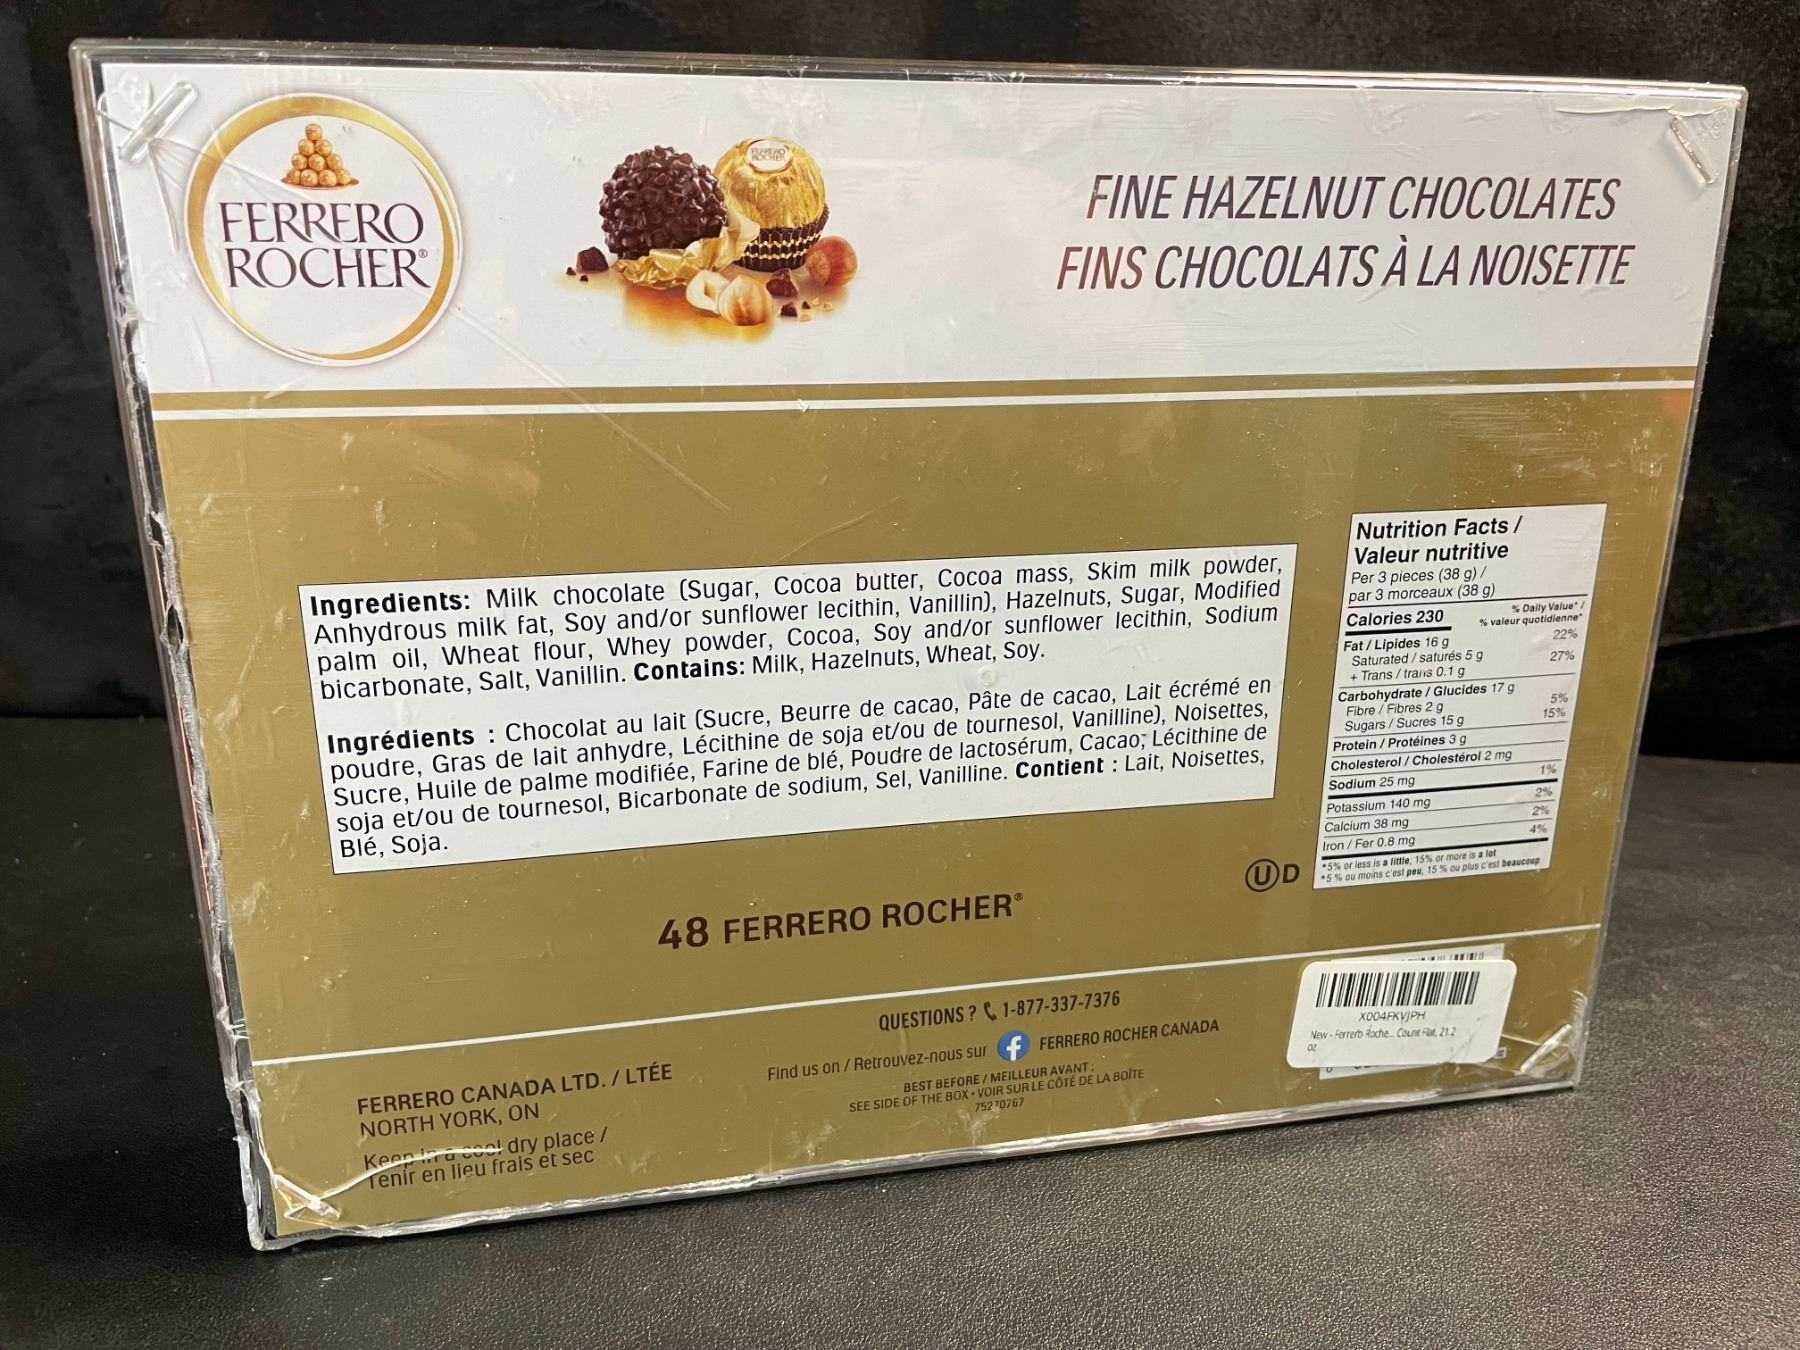 FERRERO
ROCHER®
FERRERO
ROCHER
FINE HAZELNUT CHOCOLATES
FINS CHOCOLATS À LA NOISETTE
Ingredients: Milk chocolate (Sugar, Cocoa butter, Cocoa mass, Skim milk powder,
Anhydrous milk fat, Soy and/or sunflower lecithin, Vanillin), Hazelnuts, Sugar, Modified
palm oil, Wheat flour, Whey powder, Cocoa, Soy and/or sunflower lecithin, Sodium
bicarbonate, Salt, Vanillin. Contains: Milk, Hazelnuts, Wheat, Soy.
Ingrédients : Chocolat au lait (Sucre, Beurre de cacao, Pâte de cacao, Lait écrémé en
poudre, Gras de lait anhydre, Lécithine de soja et/ou de tournesol, Vanilline), Noisettes,
Sucre, Huile de palme modifiée, Farine de blé, Poudre de lactosérum, Cacao, Lécithine de
soja et/ou de tournesol, Bicarbonate de sodium, Sel, Vanilline. Contient : Lait, Noisettes,
Blé, Soja.
Nutrition Facts /
Valeur nutritive
Per 3 pieces (38 g) /
par 3 morceaux (38 g)
Calories 230 % Daily Value* /
% valeur quotidienne*
Fat / Lipides 16 g 22%
Saturated / saturés 5 g 27%
+ Trans / trans 0.1 g
Carbohydrate / Glucides 17 g
Fibre / Fibres 2 g 5%
Sugars / Sucres 15 g 15%
Protein / Protéines 3 g
Cholesterol / Cholestérol 2 mg
Sodium 25 mg 1%
Potassium 140 mg 2%
Calcium 38 mg 2%
Iron / Fer 0.8 mg 4%
*5% or less is a little, 15% or more is a lot
*5 % ou moins c'est peu, 15 % ou plus c'est beaucoup
U D
48 FERRERO ROCHER®
QUESTIONS ? 1-877-337-7376
Find us on / Retrouvez-nous sur f FERRERO ROCHER CANADA
BEST BEFORE / MEILLEUR AVANT :
SEE SIDE OF THE BOX • VOIR SUR LE CÔTÉ DE LA BOÎTE
75270767
FERRERO CANADA LTD. / LTÉE
NORTH YORK, ON
Keep in a cool dry place /
Tenir en lieu frais et sec
X004FKVJPH
New - Ferrero Roche... Count Flat, 21.2
oz